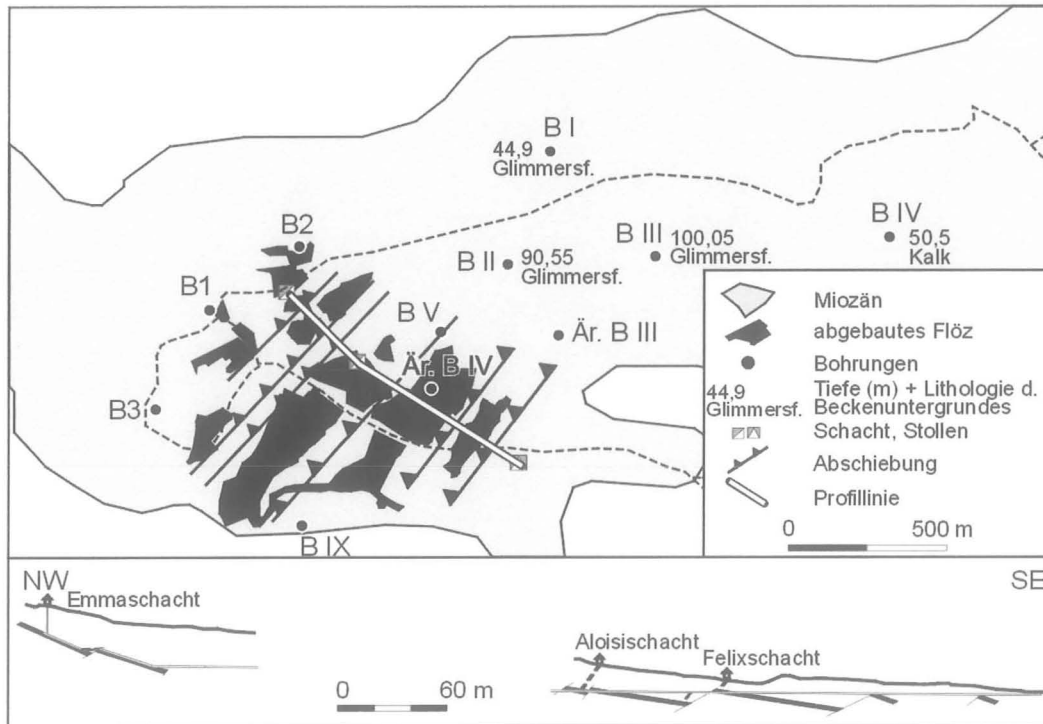 B I
44,9
Glimmersf.
B IV
50,5
Kalk
B2
B III
100,05
Glimmersf.
B II
90,55
Glimmersf.
B1
B V
Är. B III
Är. B IV
B3
B IX
Miozän
abgebautes Flöz
Bohrungen
44,9
Glimmersf.
Tiefe (m) + Lithologie d.
Beckenuntergrundes
Schacht, Stollen
Abschiebung
Profillinie
0 500 m
NW
SE
Emmaschacht
Aloisischacht
Felixschacht
0 60 m